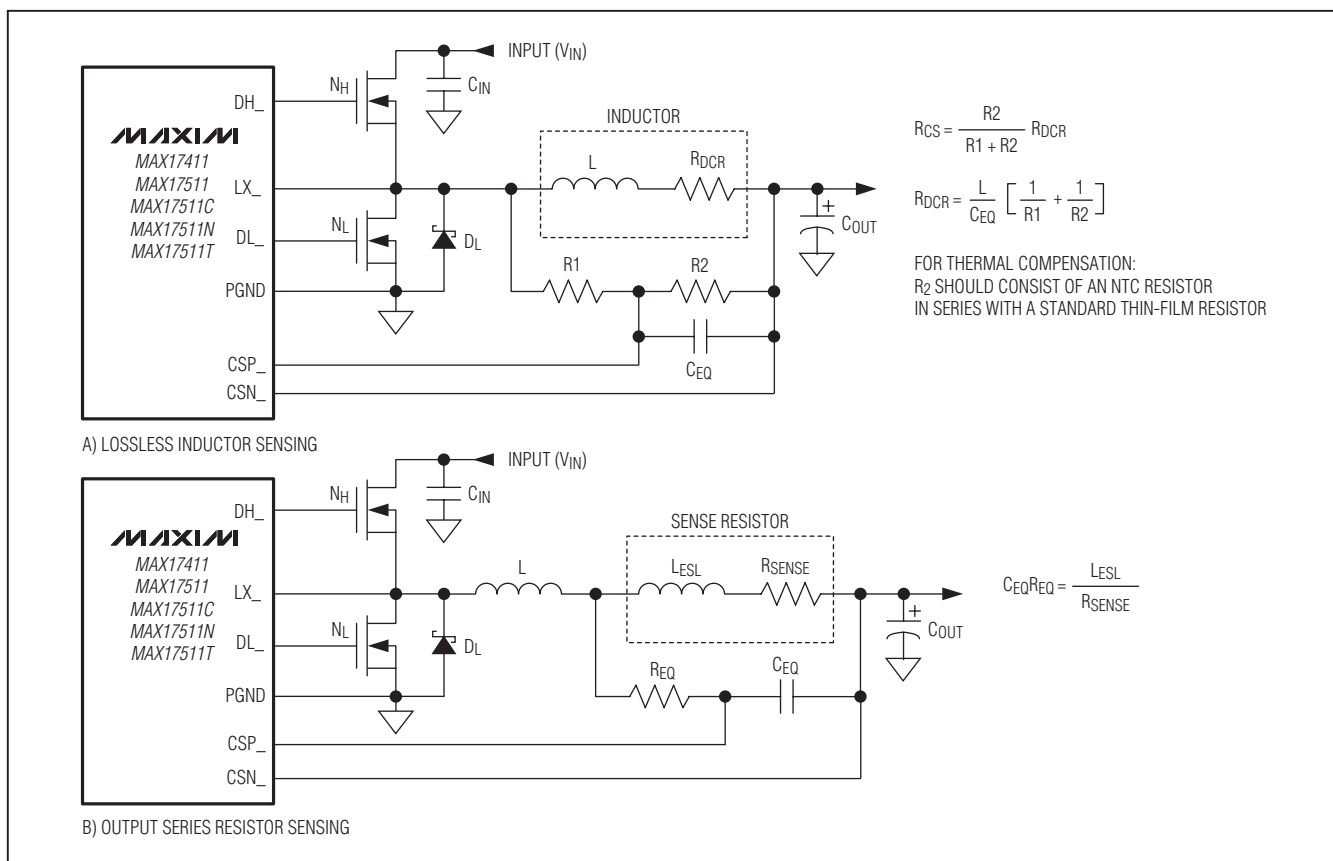 INPUT (VIN)
NH
CIN
DH_
MAXIM
MAX17411
MAX17511
MAX17511C
MAX17511N
MAX17511T
LX_
DL_
PGND
CSP_
CSN_
NL
DL
INDUCTOR
L
RDCR
COUT
+
R1
R2
CEQ
RCS = R2 / (R1 + R2) RDCR
RDCR = L / CEQ [ 1 / R1 + 1 / R2 ]
FOR THERMAL COMPENSATION:
R2 SHOULD CONSIST OF AN NTC RESISTOR
IN SERIES WITH A STANDARD THIN-FILM RESISTOR
A) LOSSLESS INDUCTOR SENSING
INPUT (VIN)
NH
CIN
DH_
MAXIM
MAX17411
MAX17511
MAX17511C
MAX17511N
MAX17511T
LX_
DL_
PGND
CSP_
CSN_
NL
DL
L
SENSE RESISTOR
LESL
RSENSE
COUT
+
REQ
CEQ
CEQREQ = LESL / RSENSE
B) OUTPUT SERIES RESISTOR SENSING